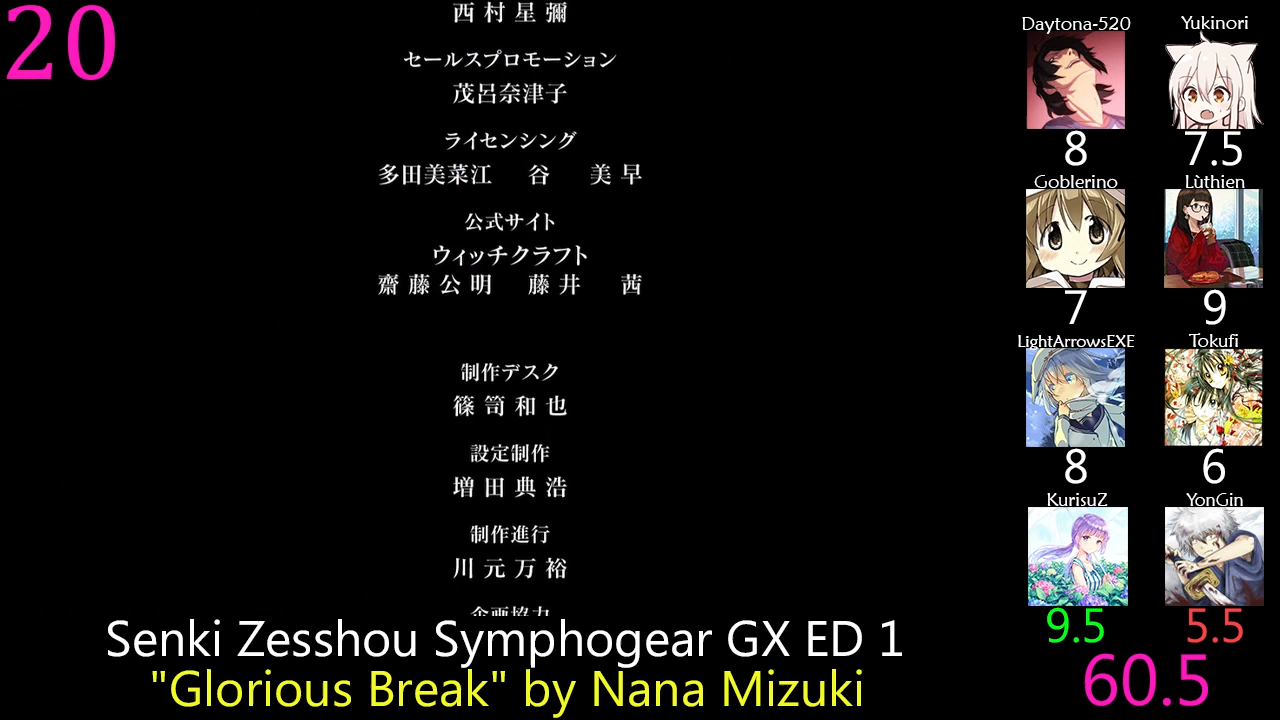 20
西村星彌
セールスプロモーション
茂呂奈津子
ライセンシング
多田美菜江 谷 美早
公式サイト
ウィッチクラフト
齋藤公明 藤井 茜
制作デスク
篠笥和也
設定制作
増田典浩
制作進行
川元万裕
企画協力
Senki Zesshou Symphogear GX ED 1
"Glorious Break" by Nana Mizuki
Daytona-520 Yukinori
8 7.5
Goblerino Lùthien
7 9
LightArrowsEXE Tokufi
8 6
KurisuZ YonGin
9.5 5.5
60.5